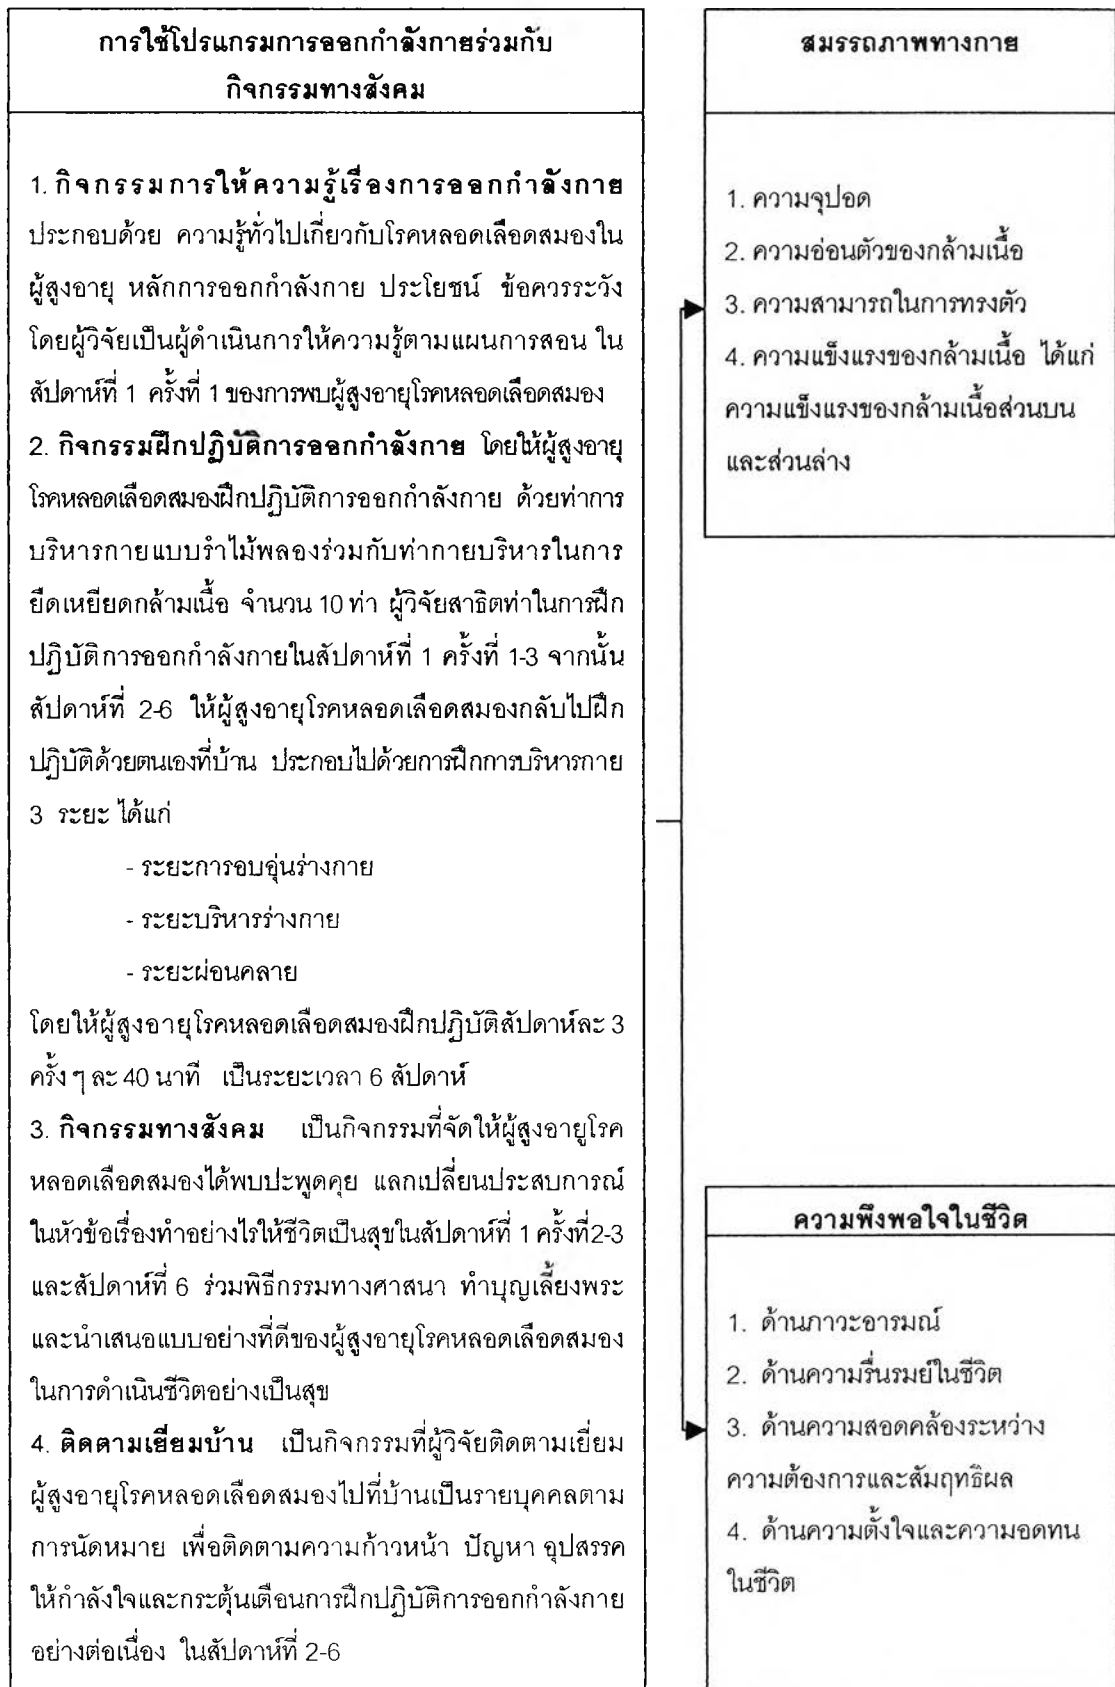 การใช้โปรแกรมการออกกำลังกายร่วมกับ
กิจกรรมทางสังคม
1. กิจกรรมการให้ความรู้เรื่องการออกกำลังกาย
ประกอบด้วย ความรู้ทั่วไปเกี่ยวกับโรคหลอดเลือดสมองใน
ผู้สูงอายุ หลักการออกกำลังกาย ประโยชน์ ข้อควรระวัง
โดยผู้วิจัยเป็นผู้ดำเนินการให้ความรู้ตามแผนการสอน ใน
สัปดาห์ที่ 1 ครั้งที่ 1 ของการพบผู้สูงอายุโรคหลอดเลือดสมอง
2. กิจกรรมฝึกปฏิบัติการออกกำลังกาย โดยให้ผู้สูงอายุ
โรคหลอดเลือดสมองฝึกปฏิบัติการออกกำลังกาย ด้วยท่าการ
บริหารกายแบบรำไม้พลองร่วมกับท่ากายบริหารในการ
ยืดเหยียดกล้ามเนื้อ จำนวน 10 ท่า ผู้วิจัยสาธิตท่าในการฝึก
ปฏิบัติการออกกำลังกายในสัปดาห์ที่ 1 ครั้งที่ 1-3 จากนั้น
สัปดาห์ที่ 2-6 ให้ผู้สูงอายุโรคหลอดเลือดสมองกลับไปฝึก
ปฏิบัติด้วยตนเองที่บ้าน ประกอบไปด้วยการฝึกการบริหารกาย
3 ระยะ ได้แก่
- ระยะการอบอุ่นร่างกาย
- ระยะบริหารร่างกาย
- ระยะผ่อนคลาย
โดยให้ผู้สูงอายุโรคหลอดเลือดสมองฝึกปฏิบัติสัปดาห์ละ 3
ครั้ง ๆ ละ 40 นาที เป็นระยะเวลา 6 สัปดาห์
3. กิจกรรมทางสังคม เป็นกิจกรรมที่จัดให้ผู้สูงอายุโรค
หลอดเลือดสมองได้พบปะพูดคุย แลกเปลี่ยนประสบการณ์
ในหัวข้อเรื่องทำอย่างไรให้ชีวิตเป็นสุขในสัปดาห์ที่ 1 ครั้งที่2-3
และสัปดาห์ที่ 6 ร่วมพิธีกรรมทางศาสนา ทำบุญเลี้ยงพระ
และนำเสนอแบบอย่างที่ดีของผู้สูงอายุโรคหลอดเลือดสมอง
ในการดำเนินชีวิตอย่างเป็นสุข
4. ติดตามเยี่ยมบ้าน เป็นกิจกรรมที่ผู้วิจัยติดตามเยี่ยม
ผู้สูงอายุโรคหลอดเลือดสมองไปที่บ้านเป็นรายบุคคลตาม
การนัดหมาย เพื่อติดตามความก้าวหน้า ปัญหา อุปสรรค
ให้กำลังใจและกระตุ้นเตือนการฝึกปฏิบัติการออกกำลังกาย
อย่างต่อเนื่อง ในสัปดาห์ที่ 2-6
สมรรถภาพทางกาย
1. ความจุปอด
2. ความอ่อนตัวของกล้ามเนื้อ
3. ความสามารถในการทรงตัว
4. ความแข็งแรงของกล้ามเนื้อ ได้แก่
ความแข็งแรงของกล้ามเนื้อส่วนบน
และส่วนล่าง
ความพึงพอใจในชีวิต
1. ด้านภาวะอารมณ์
2. ด้านความรื่นรมย์ในชีวิต
3. ด้านความสอดคล้องระหว่าง
ความต้องการและสัมฤทธิผล
4. ด้านความตั้งใจและความอดทน
ในชีวิต